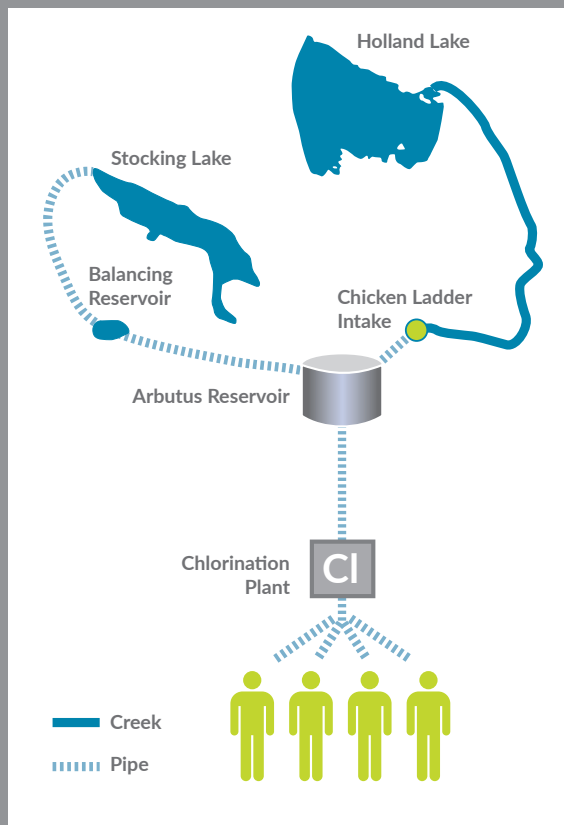 Holland Lake
Stocking Lake
Balancing
Reservoir
Chicken Ladder
Intake
Arbutus Reservoir
Chlorination
Plant
Cl
Creek
Pipe